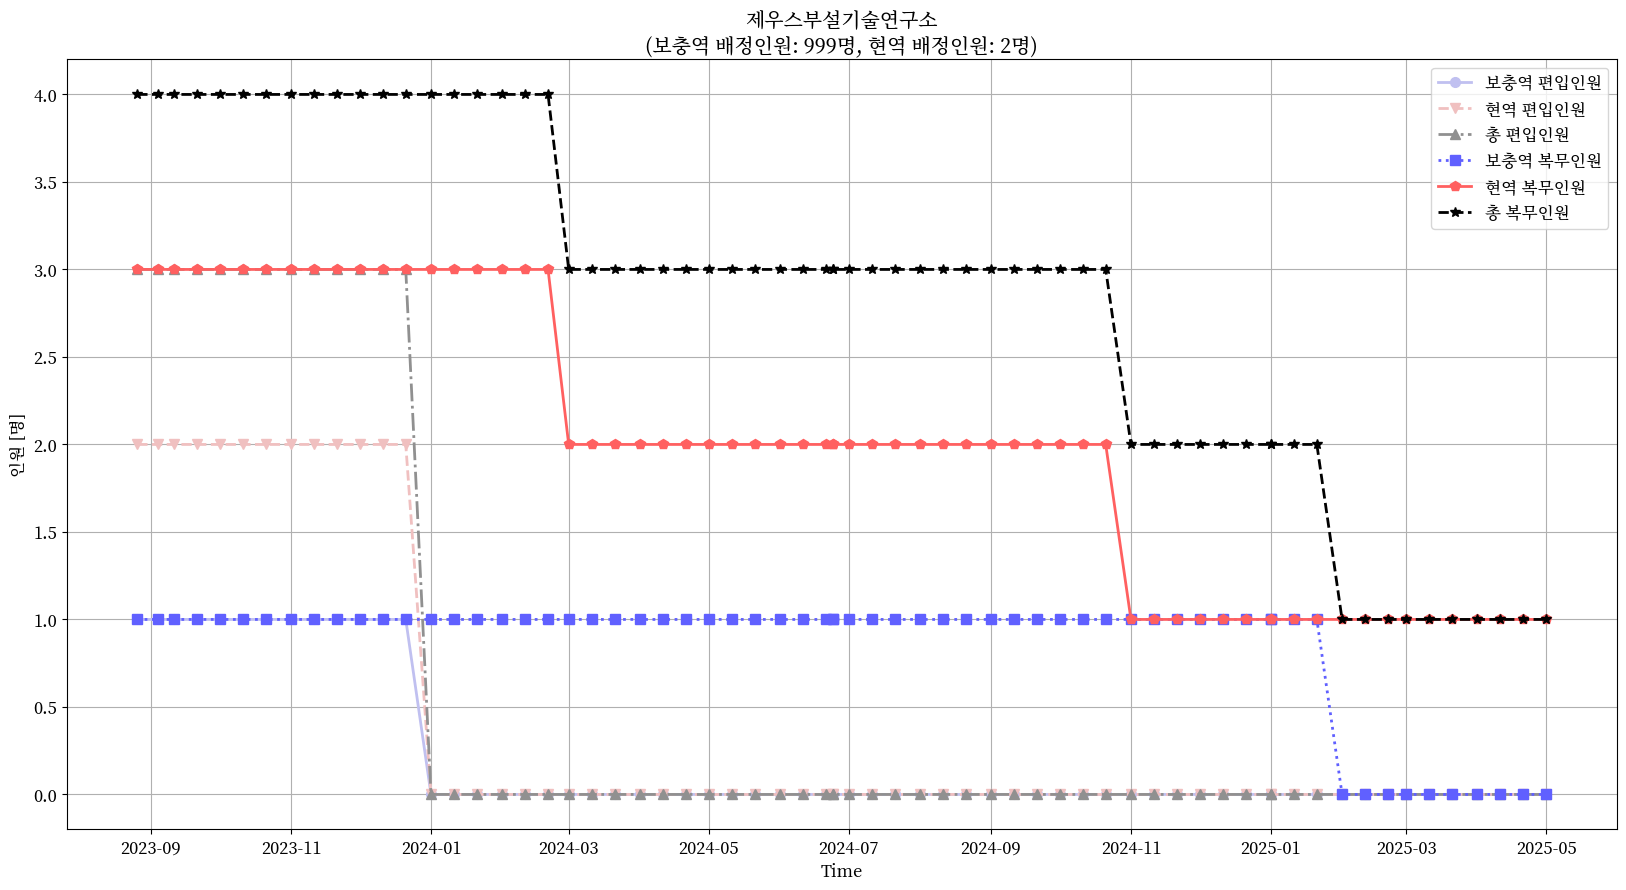 제우스부설기술연구소
(보충역 배정인원: 999명, 현역 배정인원: 2명)
보충역 편입인원
현역 편입인원
총 편입인원
보충역 복무인원
현역 복무인원
총 복무인원
인원 [명]
4.0
3.5
3.0
2.5
2.0
1.5
1.0
0.5
0.0
2023-09
2023-11
2024-01
2024-03
2024-05
2024-07
2024-09
2024-11
2025-01
2025-03
2025-05
Time